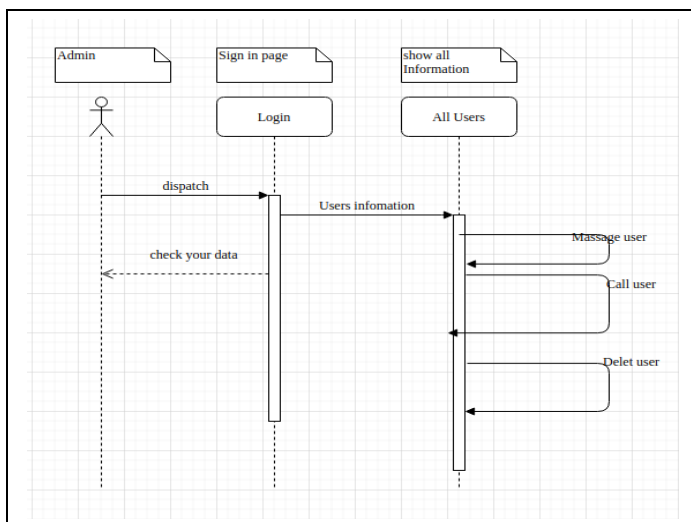 Admin
Sign in page
show all
Information
Login
All Users
dispatch
Users infomation
Massage user
check your data
Call user
Delet user